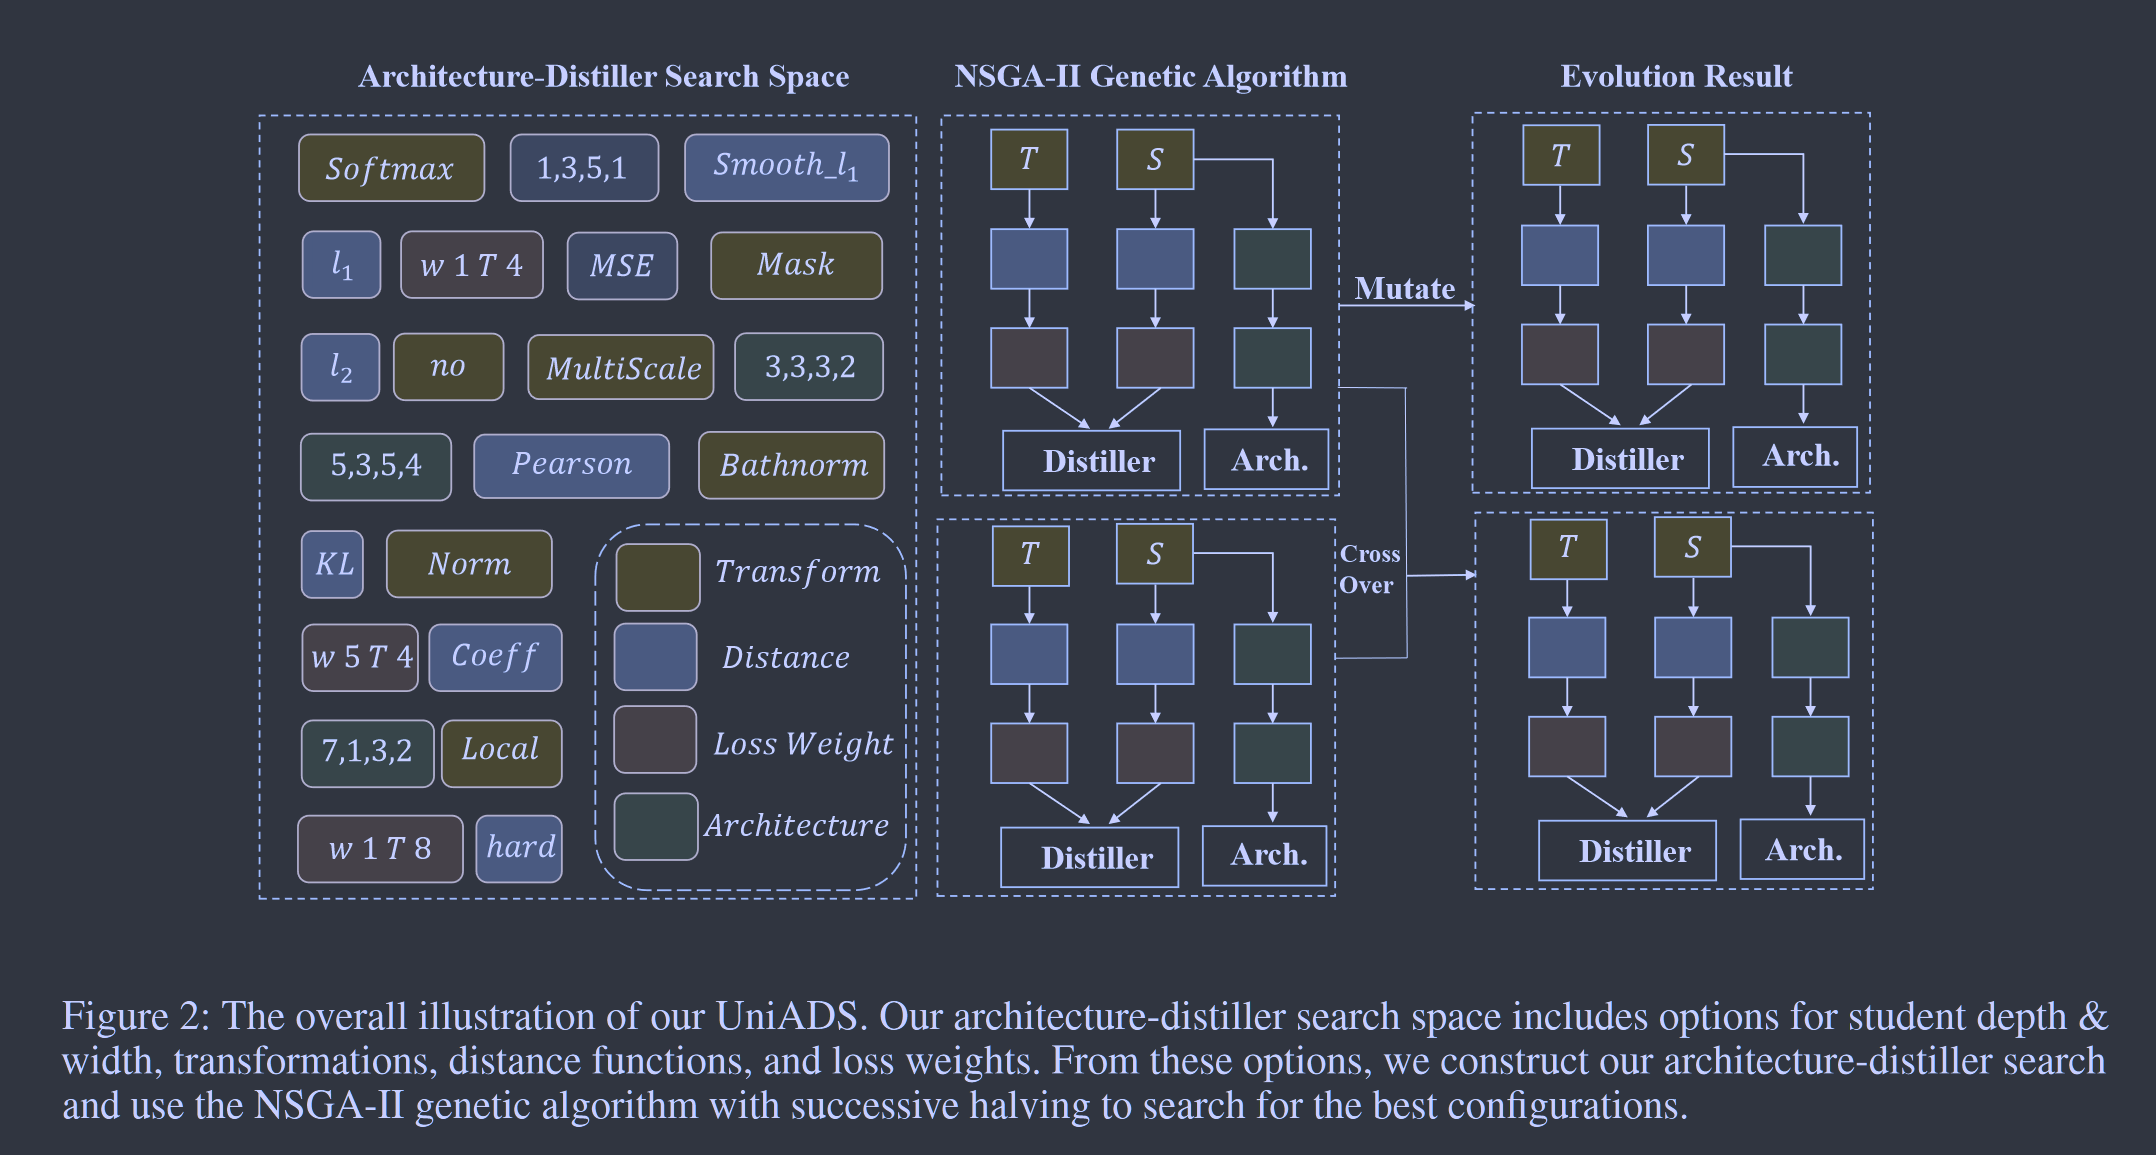 Architecture-Distiller Search Space
Softmax 1,3,5,1 Smooth_l1
l1 w 1 T 4 MSE Mask
l2 no MultiScale 3,3,3,2
5,3,5,4 Pearson Bathnorm
KL Norm
w 5 T 4 Coeff
7,1,3,2 Local
w 1 T 8 hard
Transform
Distance
Loss Weight
Architecture
NSGA-II Genetic Algorithm
T S
Distiller Arch.
T S
Distiller Arch.
Mutate
Cross
Over
Evolution Result
T S
Distiller Arch.
T S
Distiller Arch.
Figure 2: The overall illustration of our UniADS. Our architecture-distiller search space includes options for student depth &
width, transformations, distance functions, and loss weights. From these options, we construct our architecture-distiller search
and use the NSGA-II genetic algorithm with successive halving to search for the best configurations.